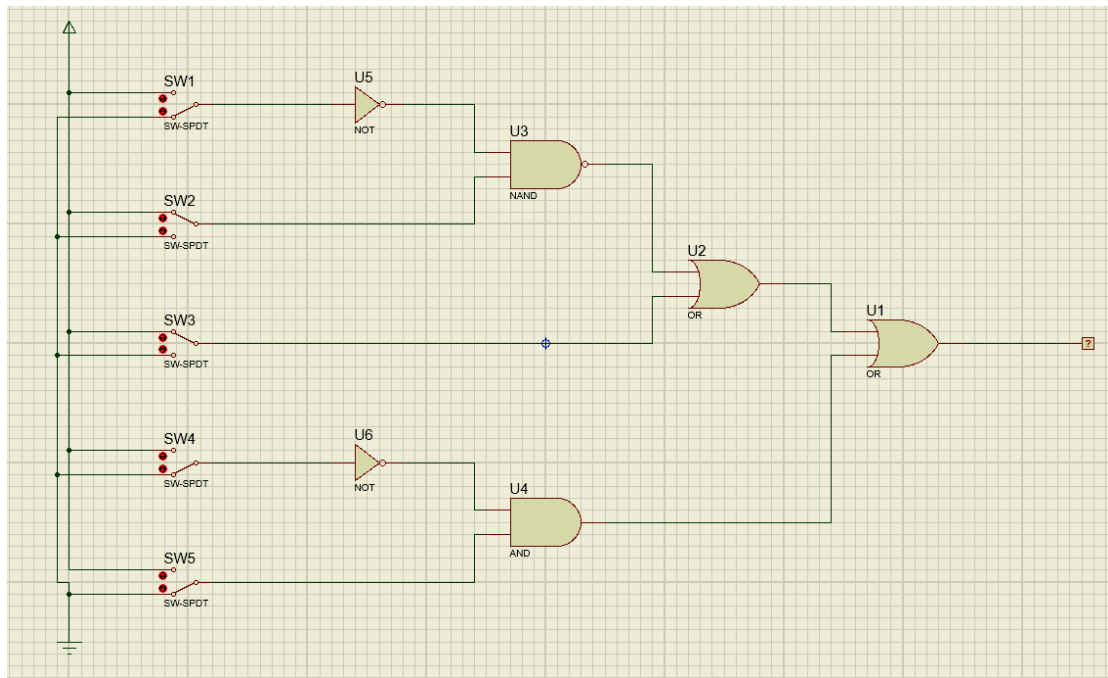 SW1
SW-SPDT
U5
NOT
U3
NAND
SW2
SW-SPDT
U2
OR
SW3
SW-SPDT
U1
OR
?
SW4
SW-SPDT
U6
NOT
U4
AND
SW5
SW-SPDT